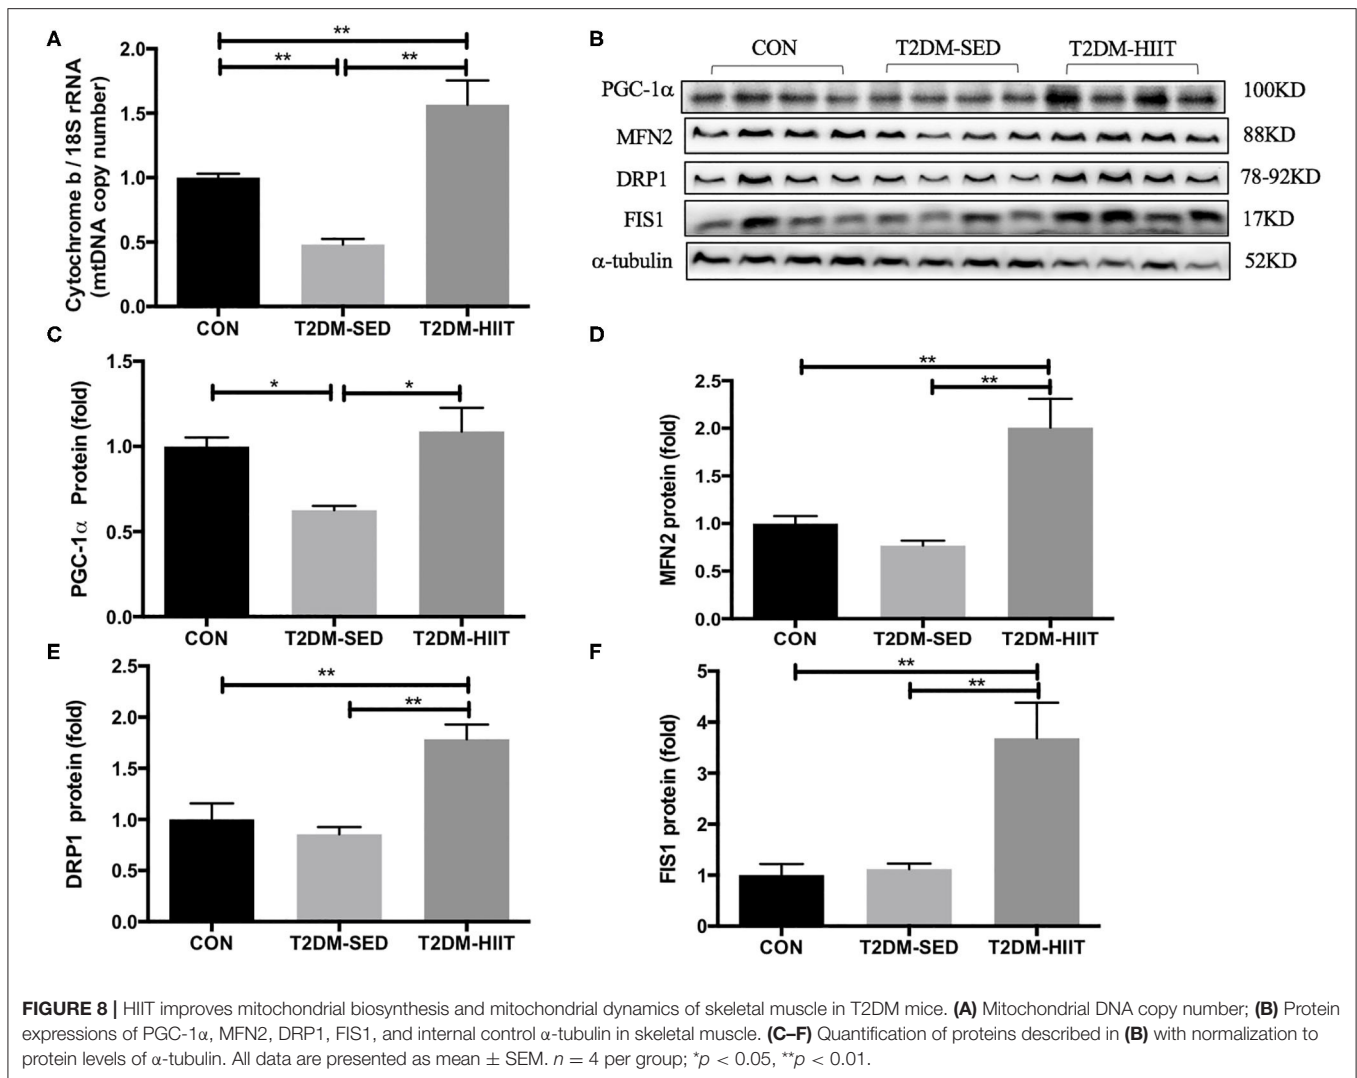 A
Cytochrome b / 18S rRNA
(mtDNA copy number)
2.0
1.5
1.0
0.5
0.0
**
**
**
CON
T2DM-SED
T2DM-HIIT
B
CON
T2DM-SED
T2DM-HIIT
PGC-1α
100KD
MFN2
88KD
DRP1
78-92KD
FIS1
17KD
α-tubulin
52KD
C
PGC-1α Protein (fold)
1.5
1.0
0.5
0.0
*
*
CON
T2DM-SED
T2DM-HIIT
D
MFN2 protein (fold)
2.5
2.0
1.5
1.0
0.5
0.0
**
**
CON
T2DM-SED
T2DM-HIIT
E
DRP1 protein (fold)
2.5
2.0
1.5
1.0
0.5
0.0
**
**
CON
T2DM-SED
T2DM-HIIT
F
FIS1 protein (fold)
5
4
3
2
1
0
**
**
CON
T2DM-SED
T2DM-HIIT
FIGURE 8 | HIIT improves mitochondrial biosynthesis and mitochondrial dynamics of skeletal muscle in T2DM mice. (A) Mitochondrial DNA copy number; (B) Protein
expressions of PGC-1α, MFN2, DRP1, FIS1, and internal control α-tubulin in skeletal muscle. (C–F) Quantification of proteins described in (B) with normalization to
protein levels of α-tubulin. All data are presented as mean ± SEM. n = 4 per group; *p < 0.05, **p < 0.01.